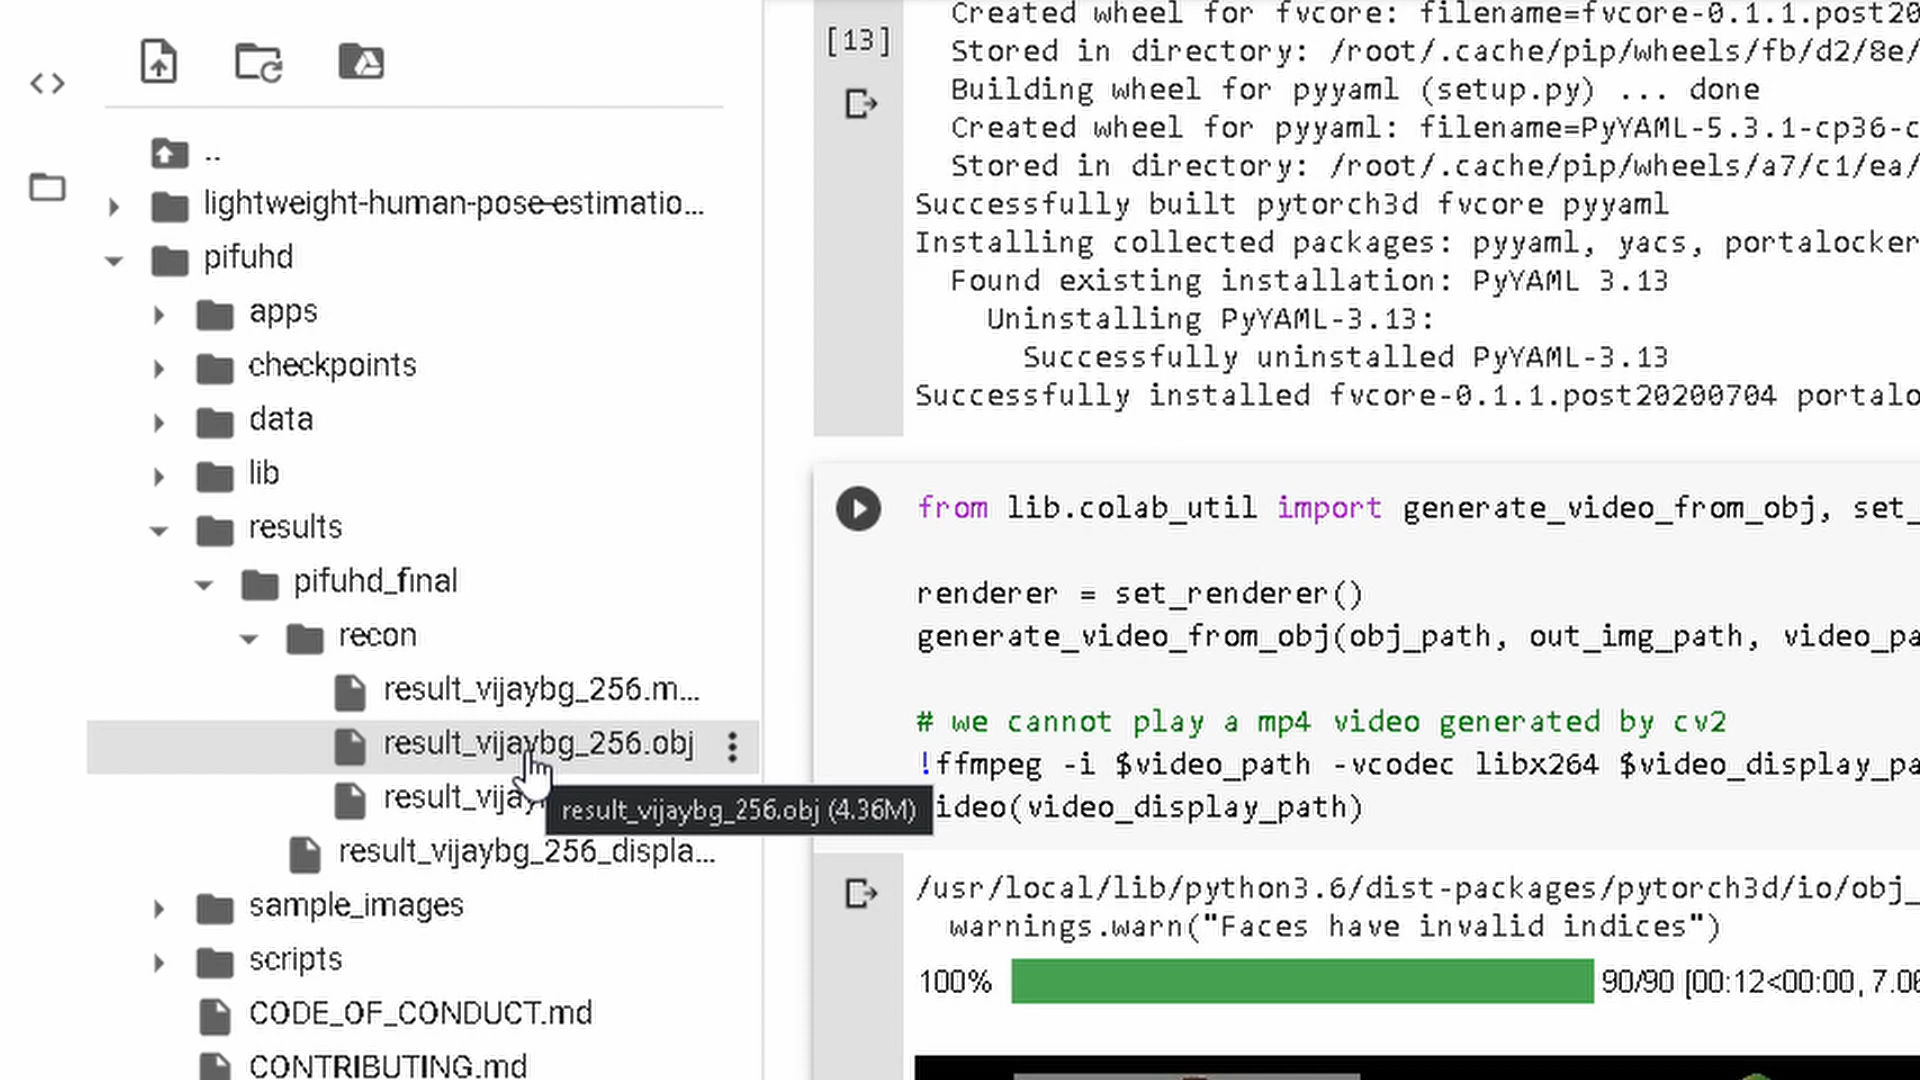 ..
lightweight-human-pose-estimatio...
pifuhd
apps
checkpoints
data
lib
results
pifuhd_final
recon
result_vijaybg_256.m...
result_vijaybg_256.obj
result_vijay
result_vijaybg_256.obj (4.36M)
result_vijaybg_256_displa...
sample_images
scripts
CODE_OF_CONDUCT.md
CONTRIBUTING.md
[13]
Created wheel for fvcore: filename=fvcore-0.1.1.post20
Stored in directory: /root/.cache/pip/wheels/fb/d2/8e/
Building wheel for pyyaml (setup.py) ... done
Created wheel for pyyaml: filename=PyYAML-5.3.1-cp36-c
Stored in directory: /root/.cache/pip/wheels/a7/c1/ea/
Successfully built pytorch3d fvcore pyyaml
Installing collected packages: pyyaml, yacs, portalocker
Found existing installation: PyYAML 3.13
Uninstalling PyYAML-3.13:
Successfully uninstalled PyYAML-3.13
Successfully installed fvcore-0.1.1.post20200704 portalo
from lib.colab_util import generate_video_from_obj, set_
renderer = set_renderer()
generate_video_from_obj(obj_path, out_img_path, video_pa
# we cannot play a mp4 video generated by cv2
!ffmpeg -i $video_path -vcodec libx264 $video_display_pa
ideo(video_display_path)
/usr/local/lib/python3.6/dist-packages/pytorch3d/io/obj_
warnings.warn("Faces have invalid indices")
100% 90/90 [00:12<00:00, 7.06